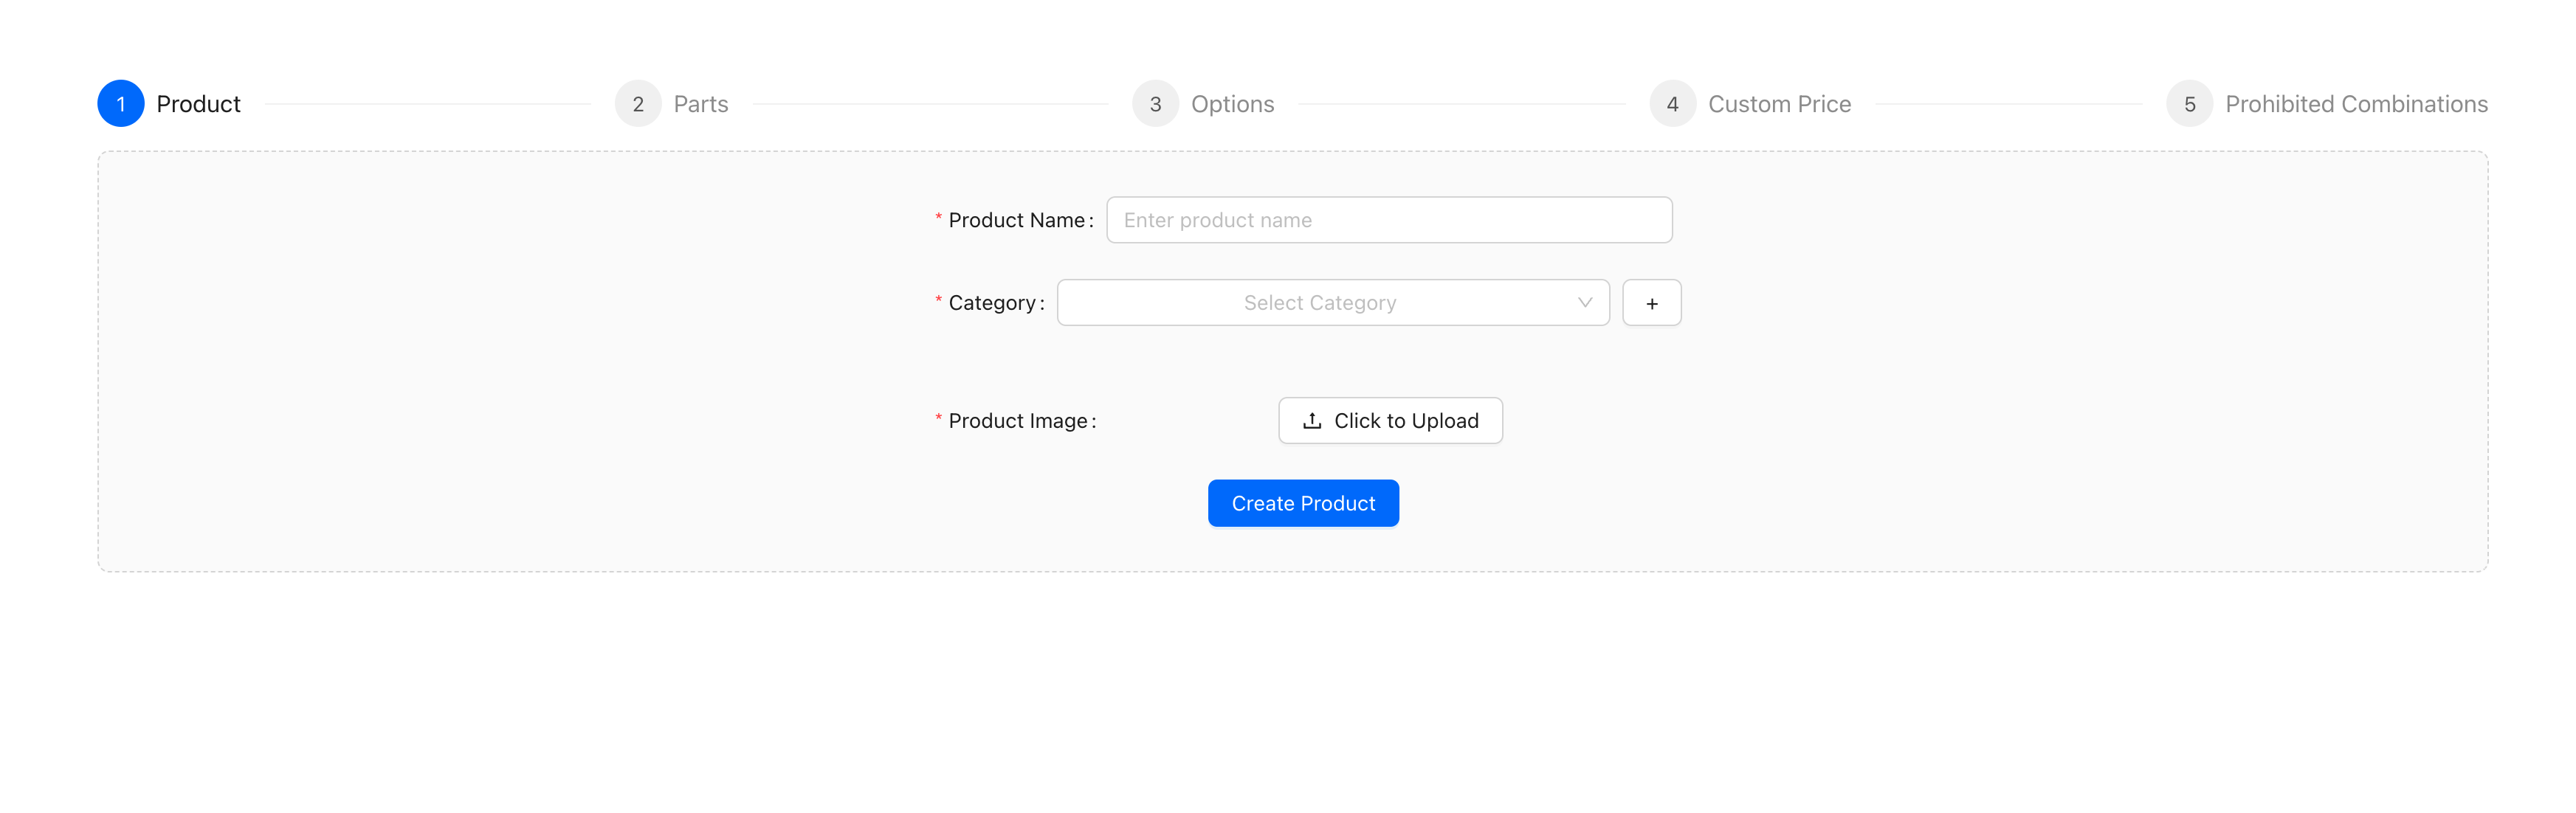 1 Product 2 Parts 3 Options 4 Custom Price 5 Prohibited Combinations
* Product Name: Enter product name
* Category: Select Category +
* Product Image: Click to Upload
Create Product